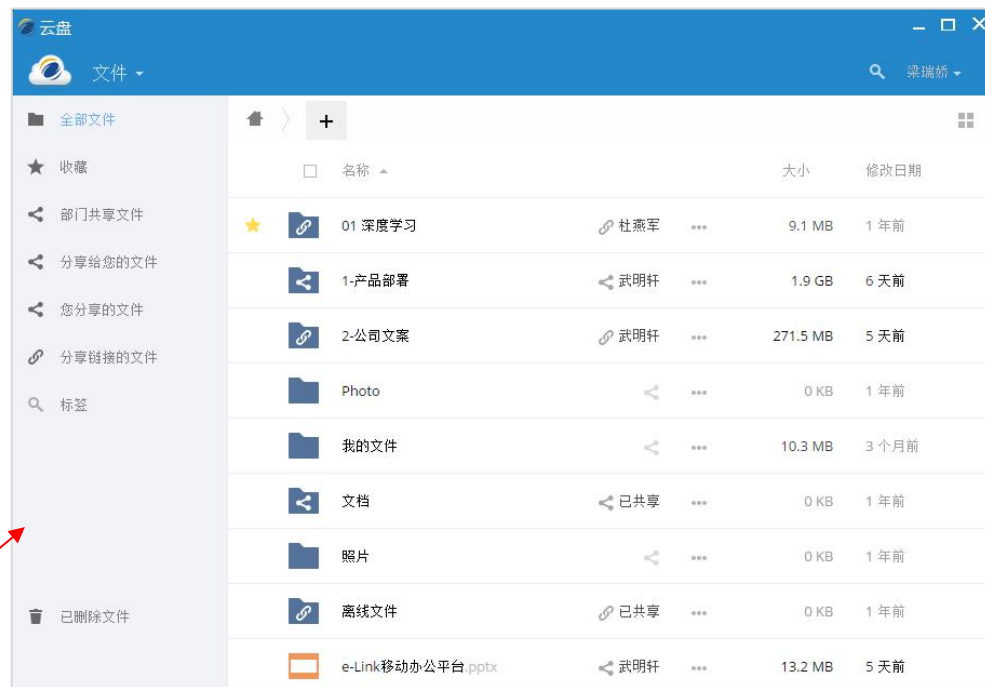 云盘
文件
梁瑞娇
全部文件
收藏
部门共享文件
分享给您的文件
您分享的文件
分享链接的文件
标签
已删除文件
+
名称 大小 修改日期
01 深度学习 杜燕军 ... 9.1 MB 1 年前
1-产品部署 武明轩 ... 1.9 GB 6 天前
2-公司文案 武明轩 ... 271.5 MB 5 天前
Photo ... 0 KB 1 年前
我的文件 ... 10.3 MB 3 个月前
文档 已共享 ... 0 KB 1 年前
照片 ... 0 KB 1 年前
离线文件 已共享 ... 0 KB 1 年前
e-Link移动办公平台.pptx 武明轩 ... 13.2 MB 5 天前